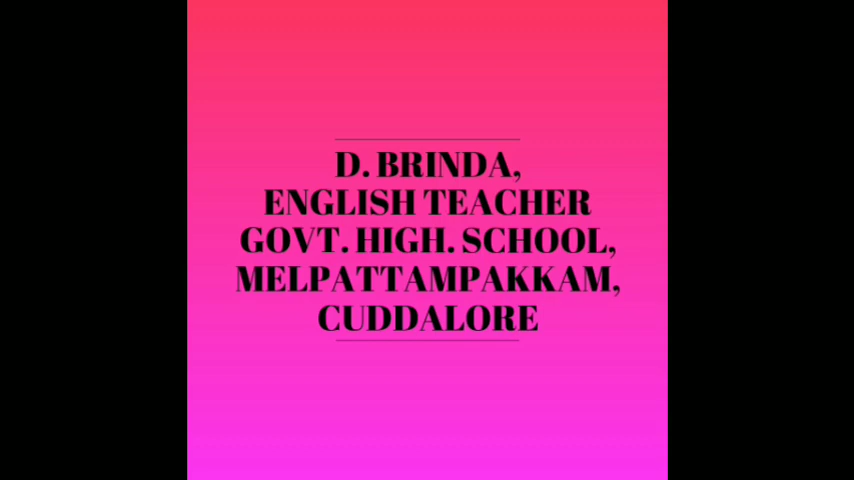 D. BRINDA,
ENGLISH TEACHER
GOVT. HIGH. SCHOOL,
MELPATTAMPAKKAM,
CUDDALORE